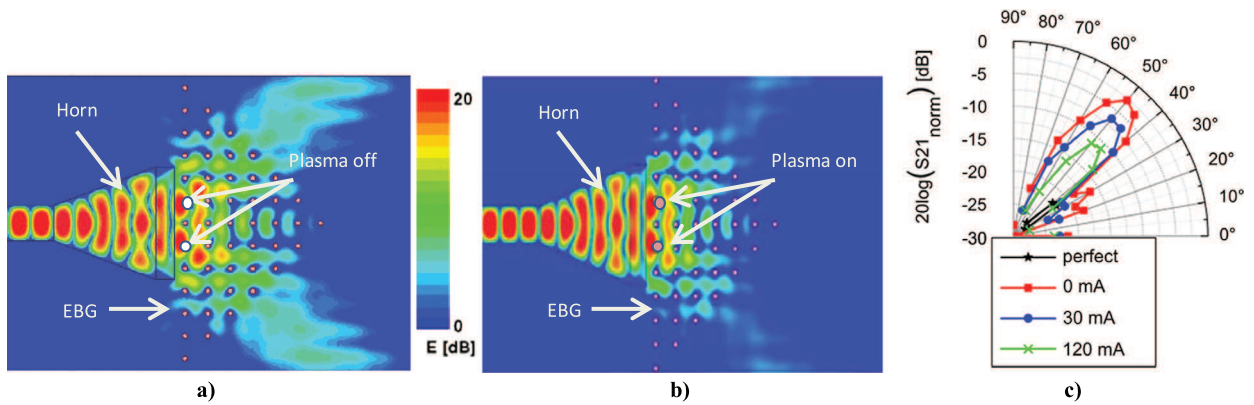 Horn
Plasma off
EBG
a)
20
0
E [dB]
Horn
Plasma on
EBG
b)
20log(S21norm) [dB]
0
-5
-10
-15
-20
-25
-30
90°
80°
70°
60°
50°
40°
30°
20°
10°
0°
perfect
0 mA
30 mA
120 mA
c)